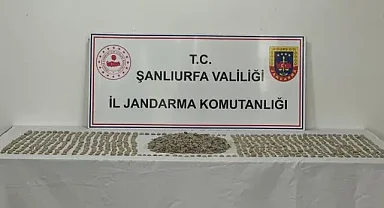 T.C.
ŞANLIURFA VALİLİĞİ
İL JANDARMA KOMUTANLIĞI